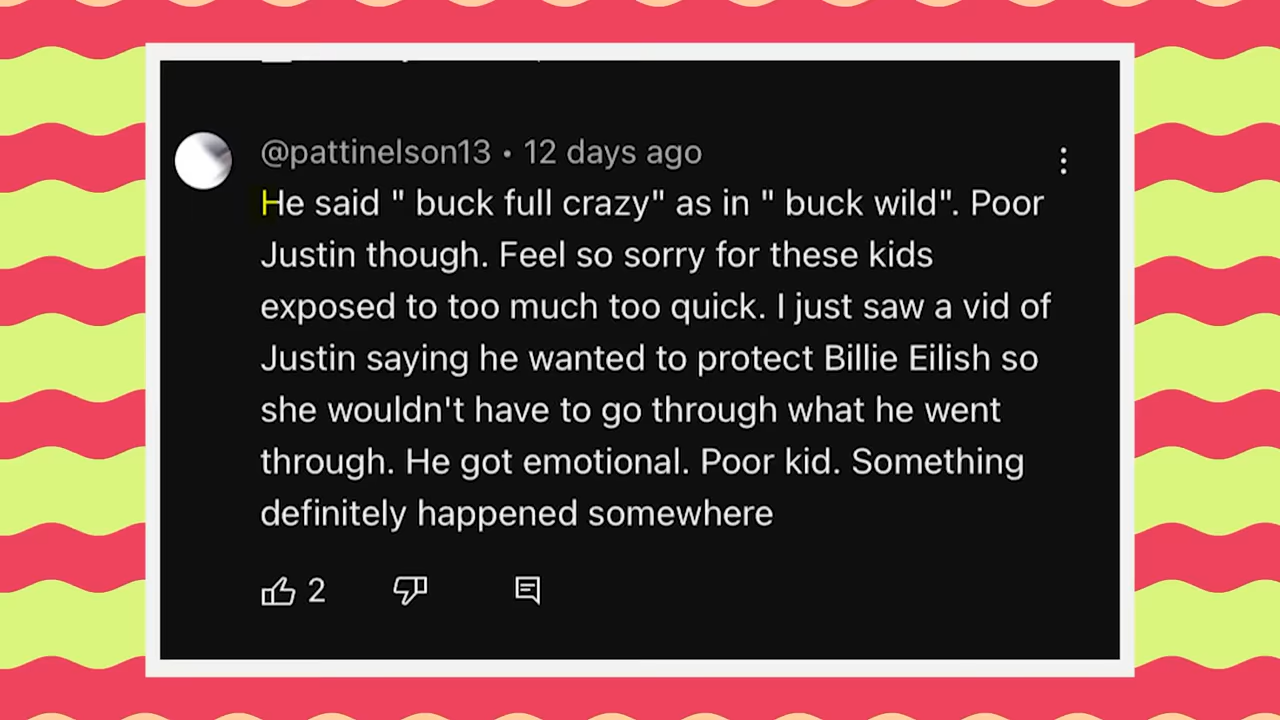 @pattinelson13 • 12 days ago
He said " buck full crazy" as in " buck wild". Poor
Justin though. Feel so sorry for these kids
exposed to too much too quick. I just saw a vid of
Justin saying he wanted to protect Billie Eilish so
she wouldn't have to go through what he went
through. He got emotional. Poor kid. Something
definitely happened somewhere
2